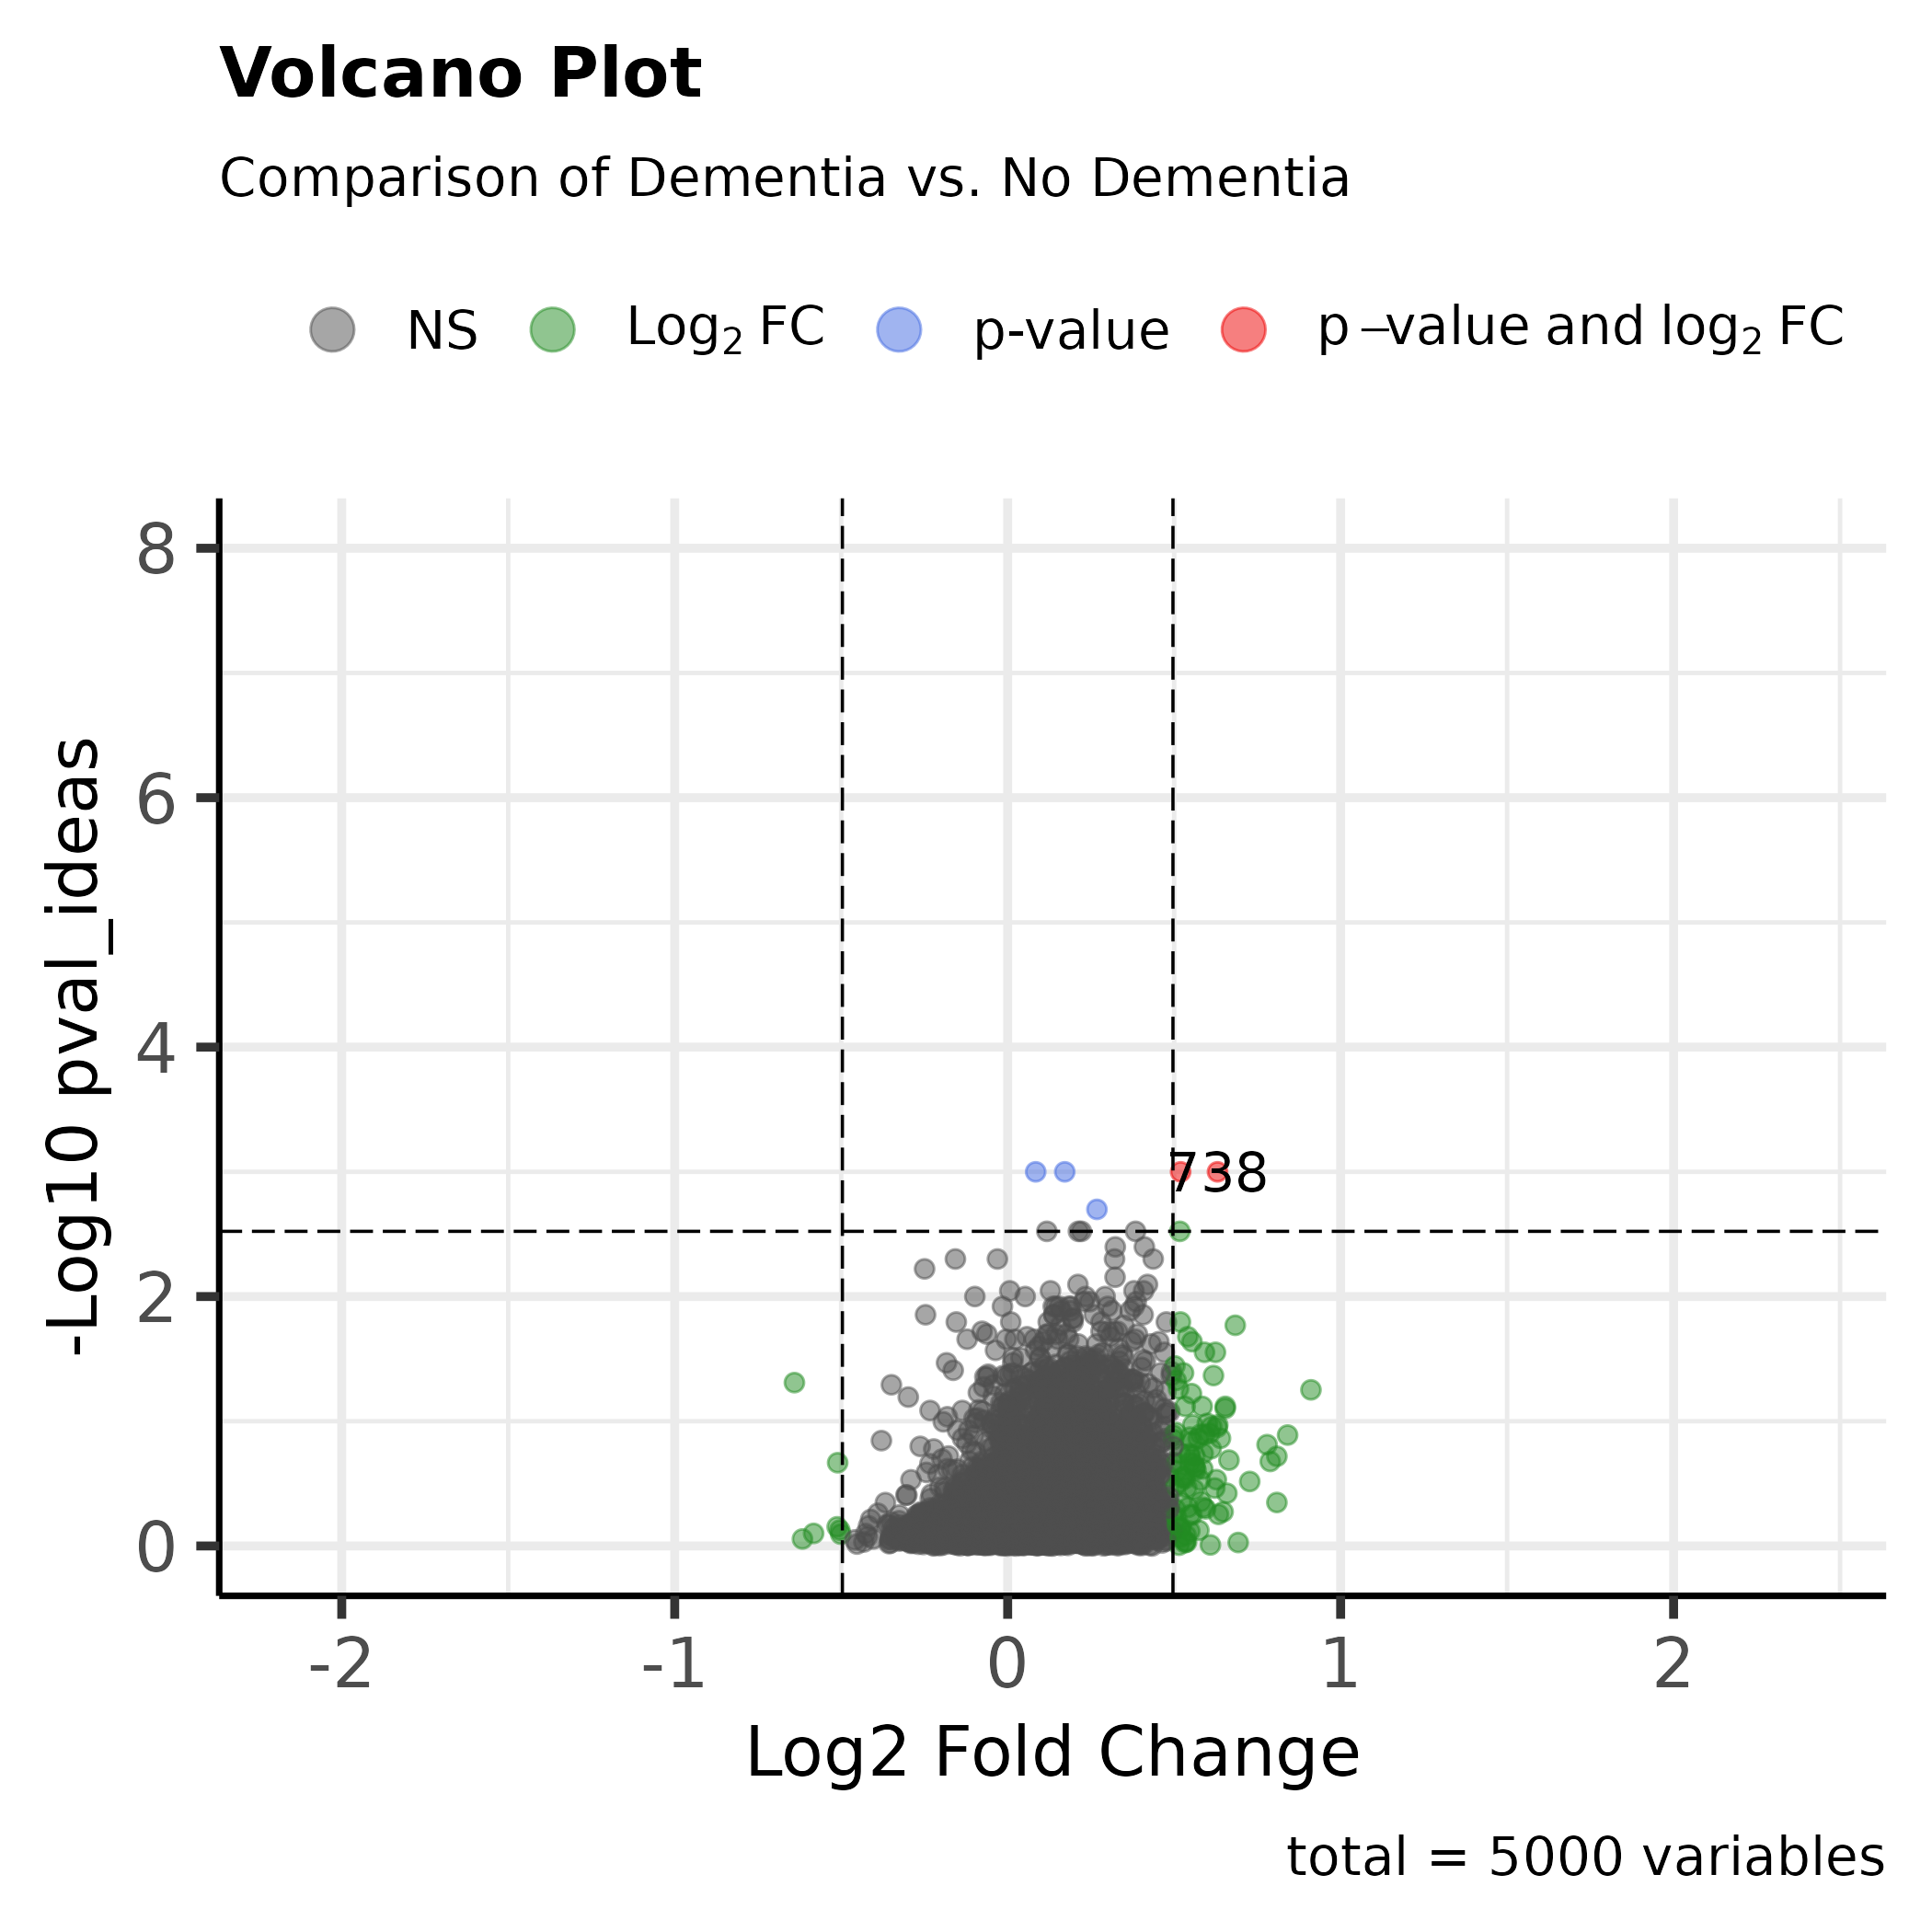 Volcano Plot
Comparison of Dementia vs. No Dementia
NS Log₂ FC p-value p−value and log₂ FC
8
6
4
2
0
-Log10 pval_ideas
738
-2 -1 0 1 2
Log2 Fold Change
total = 5000 variables